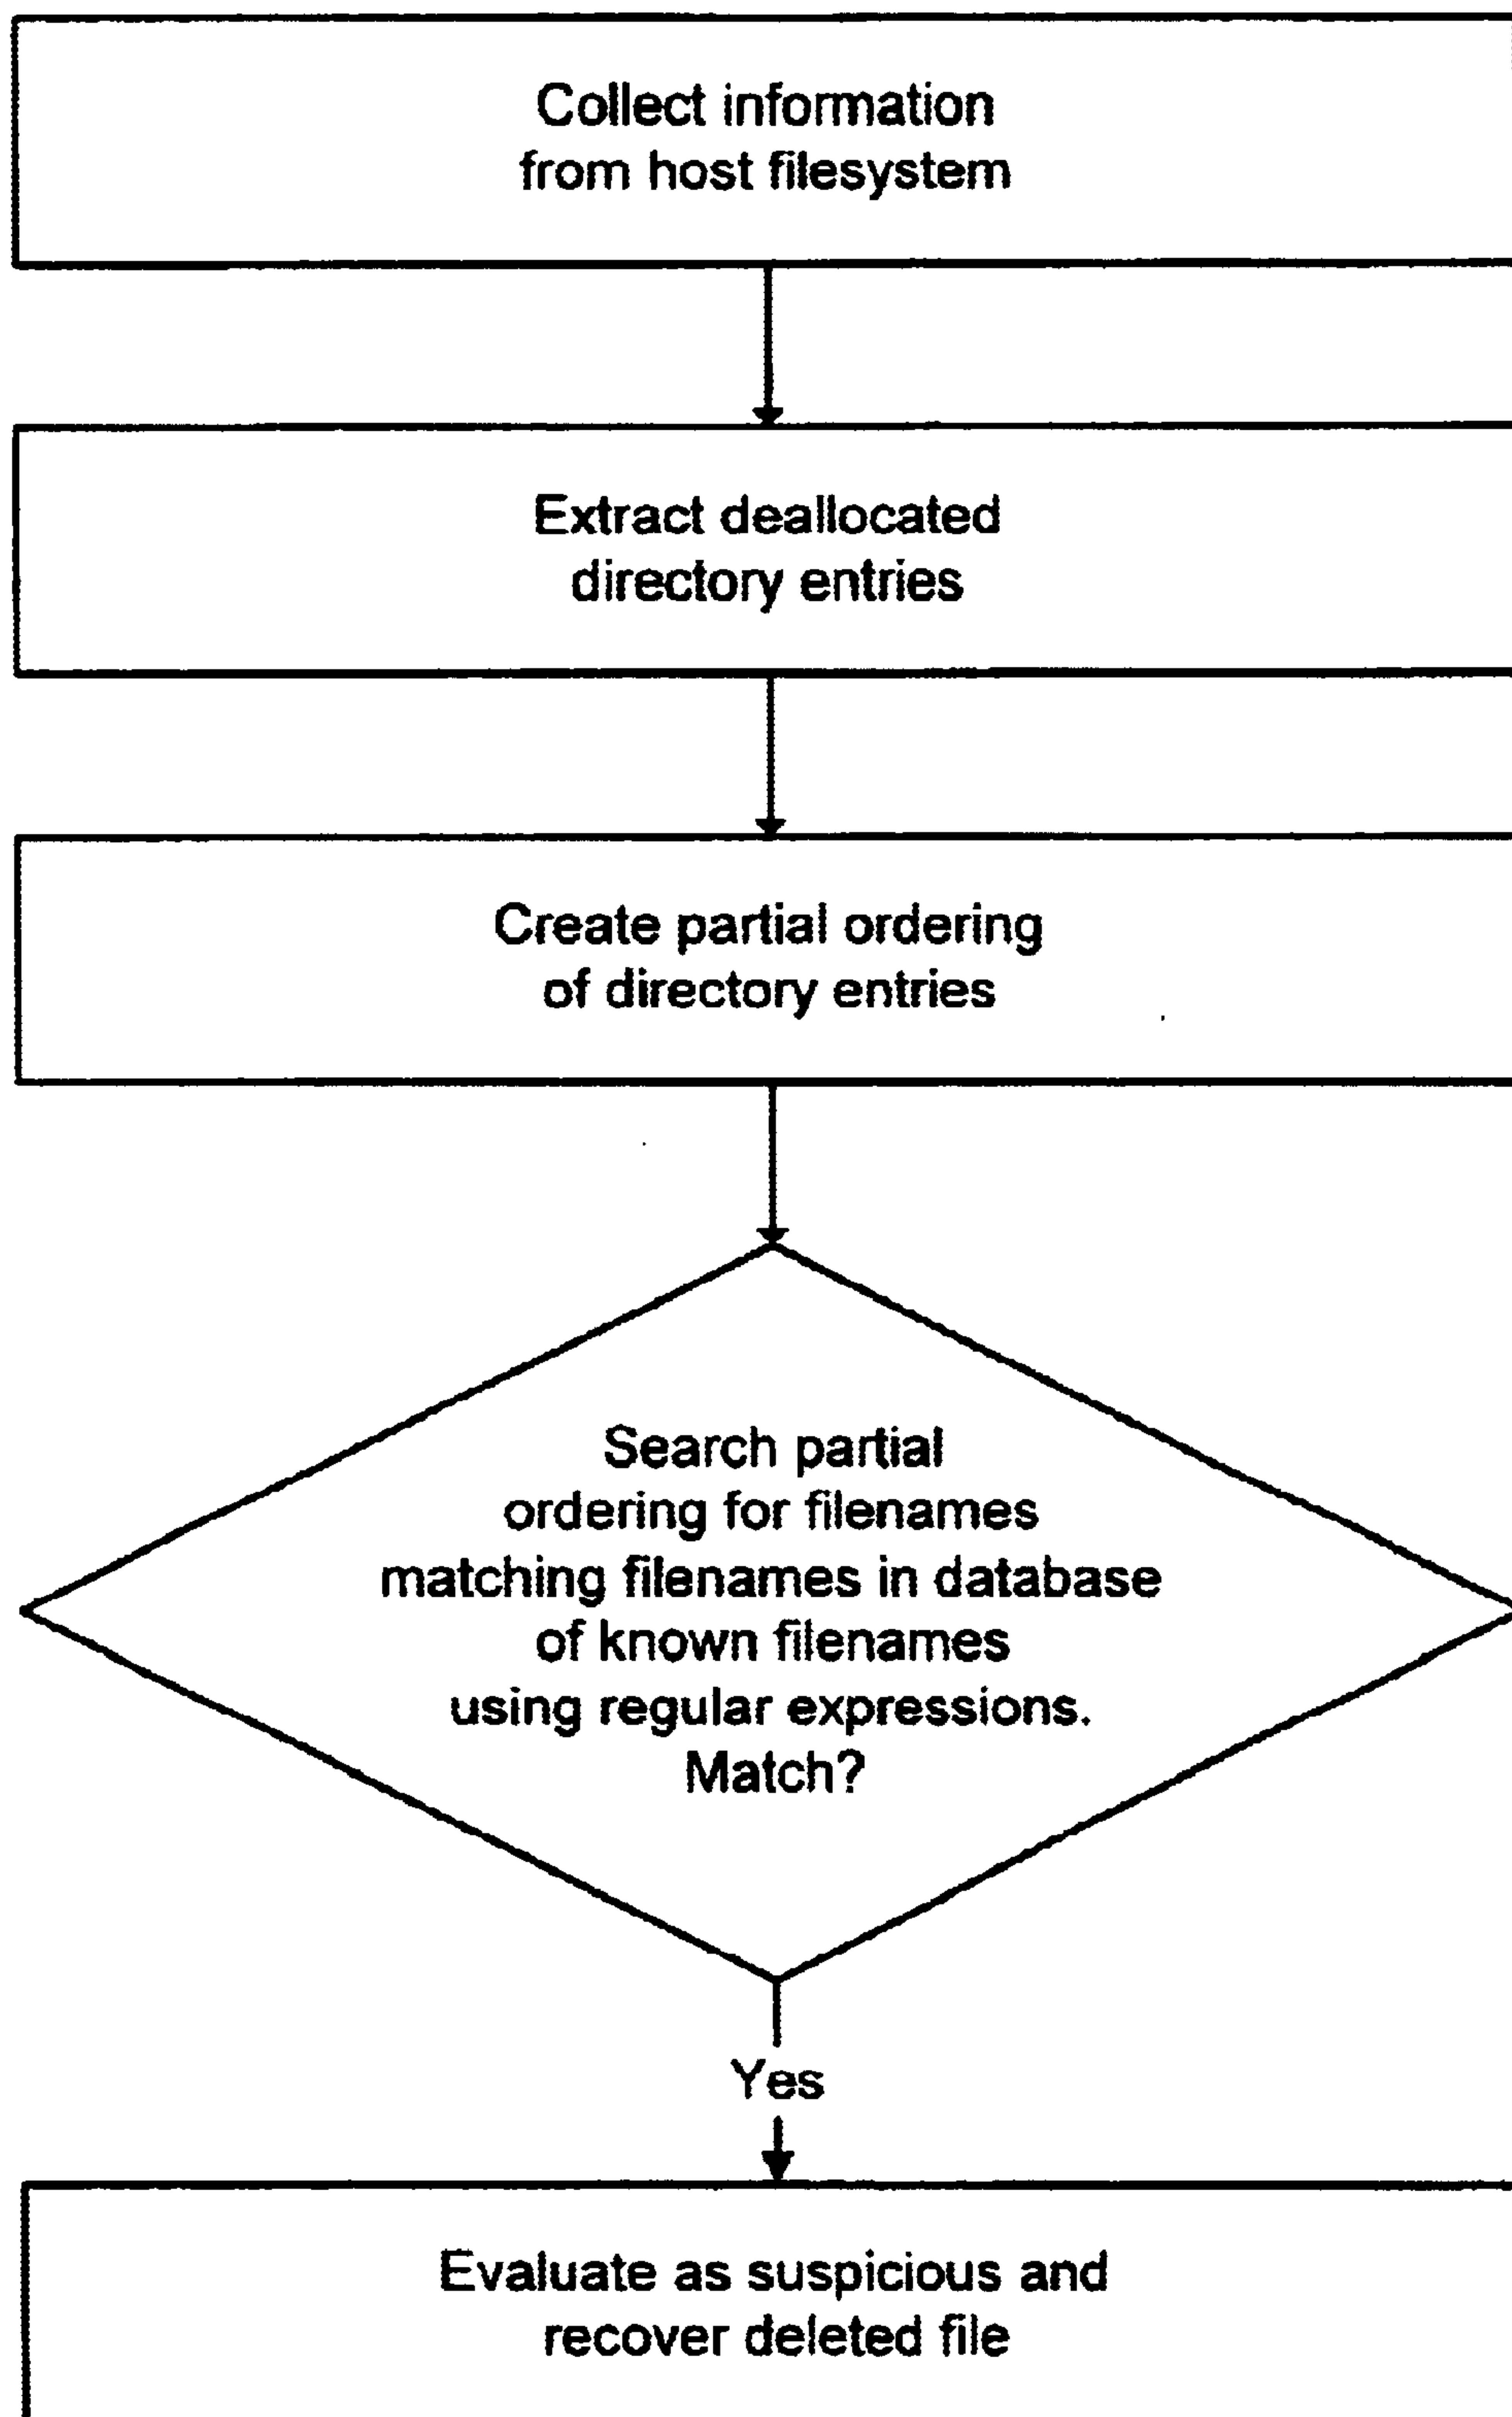 Collect information
from host filesystem
Extract deallocated
directory entries
Create partial ordering
of directory entries
Search partial
ordering for filenames
matching filenames in database
of known filenames
using regular expressions.
Match?
Yes
Evaluate as suspicious and
recover deleted file